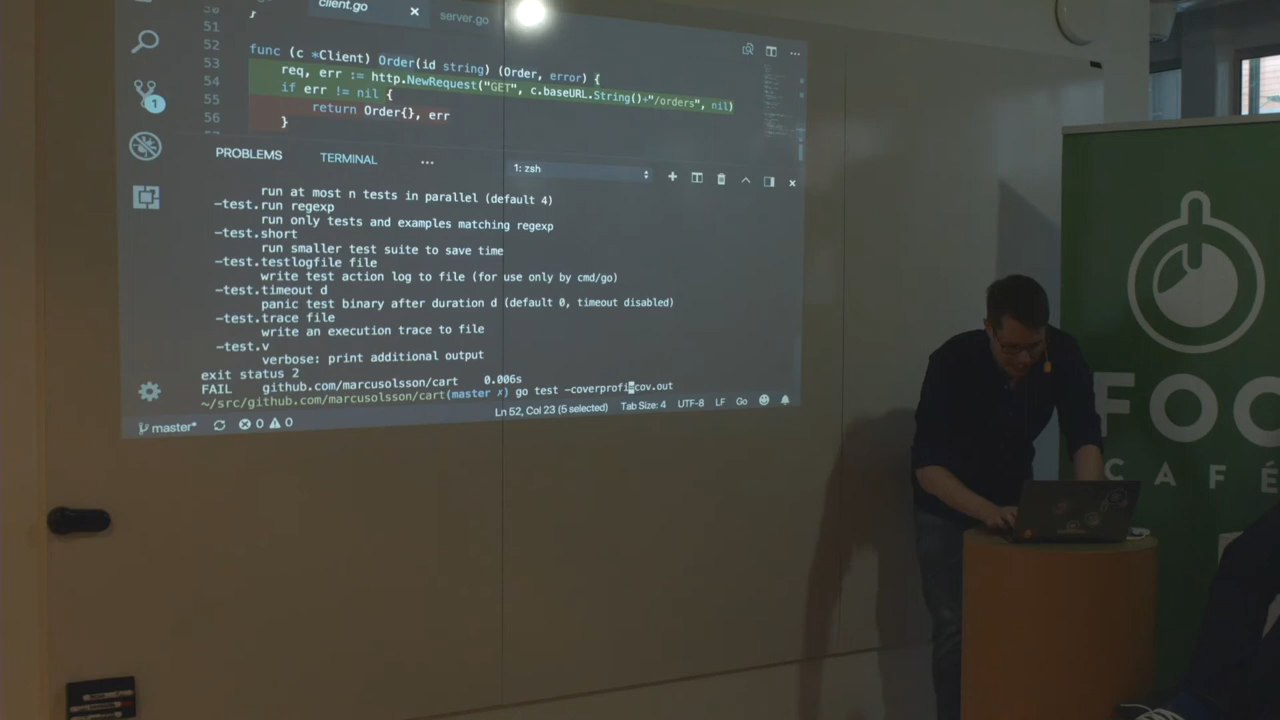 client.go
server.go
51
52
53 func (c *Client) Order(id string) (Order, error) {
54 req, err := http.NewRequest("GET", c.baseURL.String()+"/orders", nil)
55 if err != nil {
56 return Order{}, err
}
1
PROBLEMS TERMINAL ...
1: zsh
run at most n tests in parallel (default 4)
-test.run regexp
run only tests and examples matching regexp
-test.short
run smaller test suite to save time
-test.testlogfile file
write test action log to file (for use only by cmd/go)
-test.timeout d
panic test binary after duration d (default 0, timeout disabled)
-test.trace file
write an execution trace to file
-test.v
verbose: print additional output
exit status 2
FAIL github.com/marcusolsson/cart 0.006s
~/src/github.com/marcusolsson/cart(master ✗) go test -coverprofi cov.out
master* 0 0 Ln 52, Col 23 (5 selected) Tab Size: 4 UTF-8 LF Go
FOO
CAFÉ